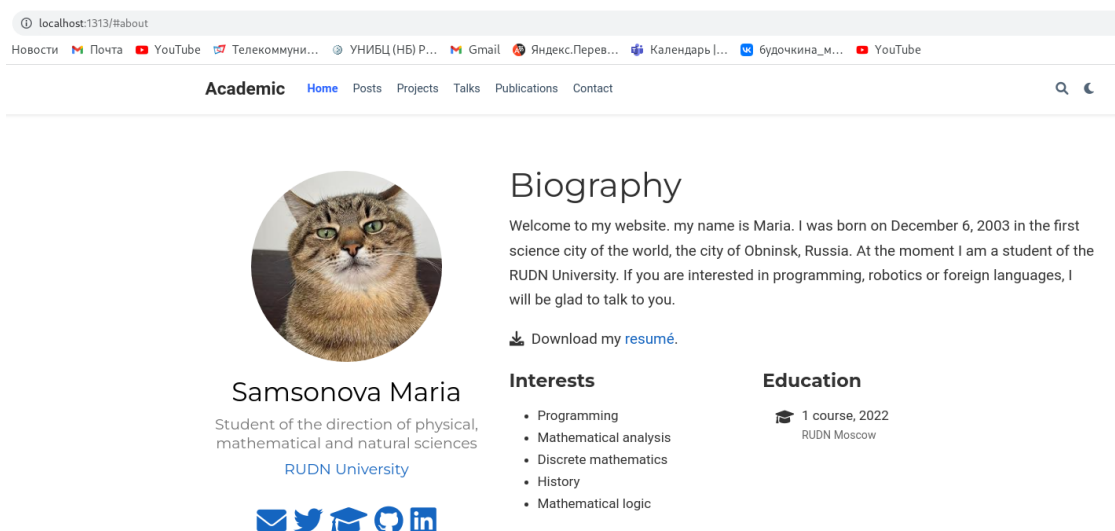 localhost:1313/#about
Новости Почта YouTube Телекоммуни... УНИБЦ (НБ) Р... Gmail Яндекс.Перев... Календарь |... будочкина_м... YouTube
Academic Home Posts Projects Talks Publications Contact
Biography
Welcome to my website. my name is Maria. I was born on December 6, 2003 in the first
science city of the world, the city of Obninsk, Russia. At the moment I am a student of the
RUDN University. If you are interested in programming, robotics or foreign languages, I
will be glad to talk to you.
Download my resumé.
Samsonova Maria
Student of the direction of physical,
mathematical and natural sciences
RUDN University
Interests
Programming
Mathematical analysis
Discrete mathematics
History
Mathematical logic
Education
1 course, 2022
RUDN Moscow